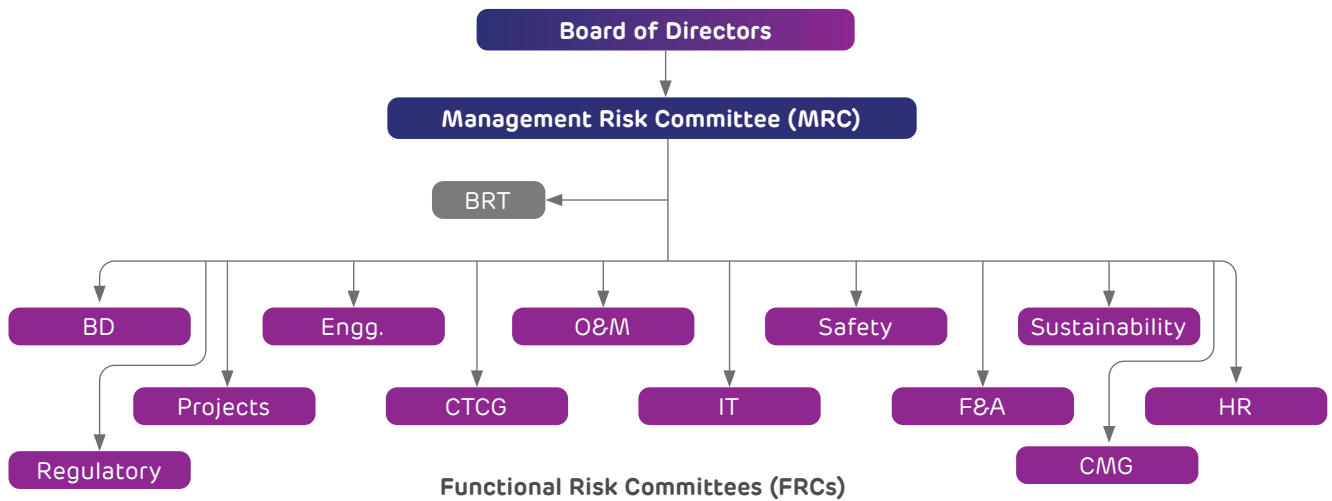 Board of Directors
Management Risk Committee (MRC)
BRT
BD
Engg.
O&M
Safety
Sustainability
Projects
CTCG
IT
F&A
HR
Regulatory
CMG
Functional Risk Committees (FRCs)